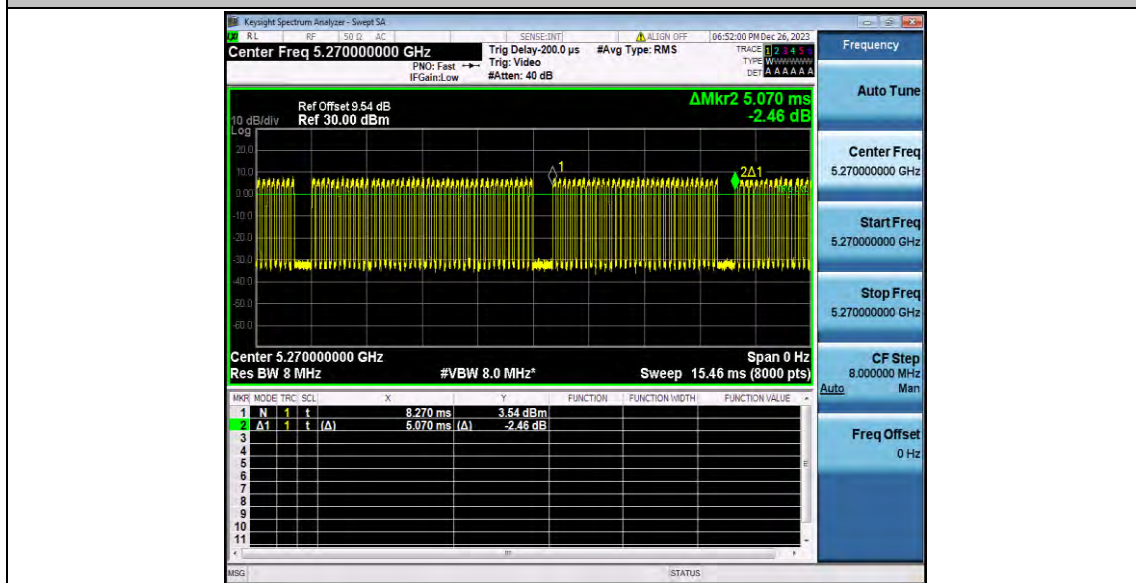 Keysight Spectrum Analyzer - Swept SA
RL RF 50 Ω AC SENSE:INT ALIGN OFF 06:52:00 PM Dec 26, 2023
Center Freq 5.270000000 GHz
Trig Delay-200.0 µs #Avg Type: RMS
TRACE 1 2 3 4 5 6
PNO: Fast Trig: Video
TYPE WWWWWW
IFGain:Low #Atten: 40 dB
DET A A A A A A
ΔMkr2 5.070 ms
-2.46 dB
Ref Offset 9.54 dB
10 dB/div Ref 30.00 dBm
Log
20.0
10.0
0.00
-10.0
-20.0
-30.0
-40.0
-50.0
-60.0
1
2Δ1
Center 5.270000000 GHz Span 0 Hz
Res BW 8 MHz #VBW 8.0 MHz* Sweep 15.46 ms (8000 pts)
MKR MODE TRC SCL X Y FUNCTION FUNCTION WIDTH FUNCTION VALUE
1 N 1 t 8.270 ms 3.54 dBm
2 Δ1 1 t (Δ) 5.070 ms (Δ) -2.46 dB
3
4
5
6
7
8
9
10
11
MSG STATUS
Frequency
Auto Tune
Center Freq
5.270000000 GHz
Start Freq
5.270000000 GHz
Stop Freq
5.270000000 GHz
CF Step
8.000000 MHz
Auto Man
Freq Offset
0 Hz